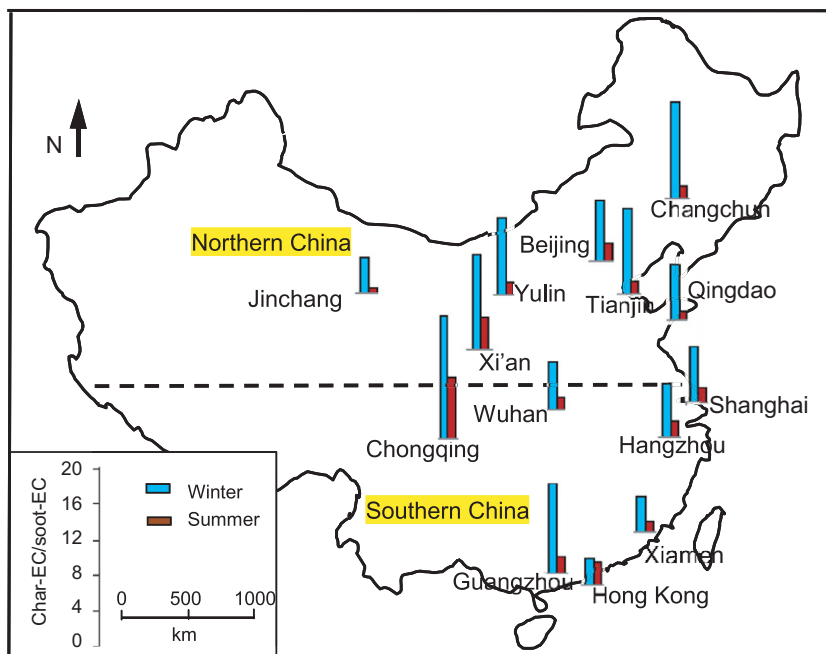 N
Changchun
Northern China
Beijing
Jinchang
Yulin
Tianjin
Qingdao
Xi'an
Wuhan
Shanghai
Chongqing
Hangzhou
20
16
12
8
4
0
Char-EC/soot-EC
Winter
Summer
0 500 1000
km
Southern China
Xiamen
Guangzhou
Hong Kong